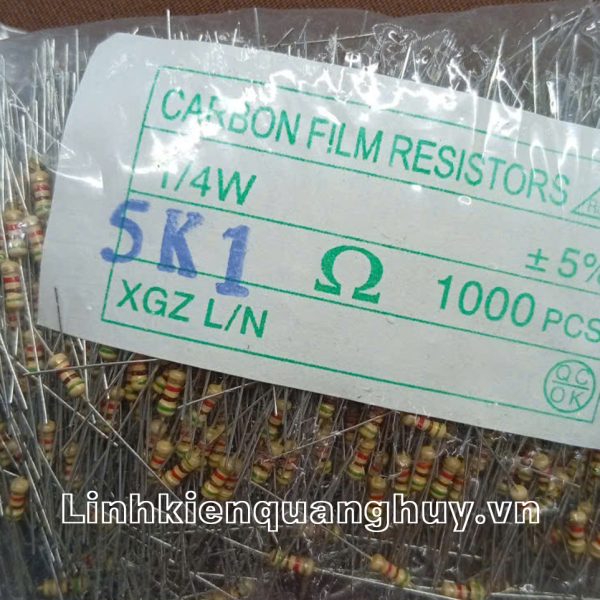 CARBON FILM RESISTORS
1/4W
± 5%
5K1 Ω 1000 PCS
XGZ L/N
QC
OK
Linhkienquanghuy.vn